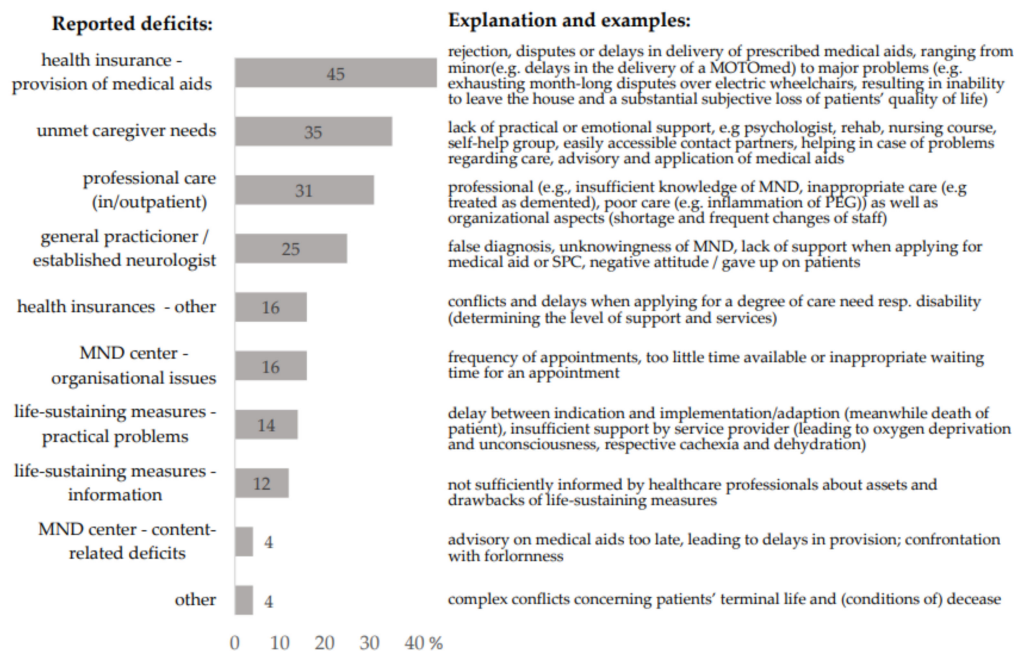 Reported deficits:
Explanation and examples:
health insurance -
provision of medical aids
45
rejection, disputes or delays in delivery of prescribed medical aids, ranging from
minor(e.g. delays in the delivery of a MOTOmed) to major problems (e.g.
exhausting month-long disputes over electric wheelchairs, resulting in inability
to leave the house and a substantial subjective loss of patients' quality of life)
unmet caregiver needs
35
lack of practical or emotional support, e.g psychologist, rehab, nursing course,
self-help group, easily accessible contact partners, helping in case of problems
regarding care, advisory and application of medical aids
professional care
(in/outpatient)
31
professional (e.g., insufficient knowledge of MND, inappropriate care (e.g
treated as demented), poor care (e.g. inflammation of PEG)) as well as
organizational aspects (shortage and frequent changes of staff)
general practicioner /
established neurologist
25
false diagnosis, unknowingness of MND, lack of support when applying for
medical aid or SPC, negative attitude / gave up on patients
health insurances - other
16
conflicts and delays when applying for a degree of care need resp. disability
(determining the level of support and services)
MND center -
organisational issues
16
frequency of appointments, too little time available or inappropriate waiting
time for an appointment
life-sustaining measures -
practical problems
14
delay between indication and implementation/adaption (meanwhile death of
patient), insufficient support by service provider (leading to oxygen deprivation
and unconsciousness, respective cachexia and dehydration)
life-sustaining measures -
information
12
not sufficiently informed by healthcare professionals about assets and
drawbacks of life-sustaining measures
MND center - content-
related deficits
4
advisory on medical aids too late, leading to delays in provision; confrontation
with forlornness
other
4
complex conflicts concerning patients' terminal life and (conditions of) decease
0 10 20 30 40 %